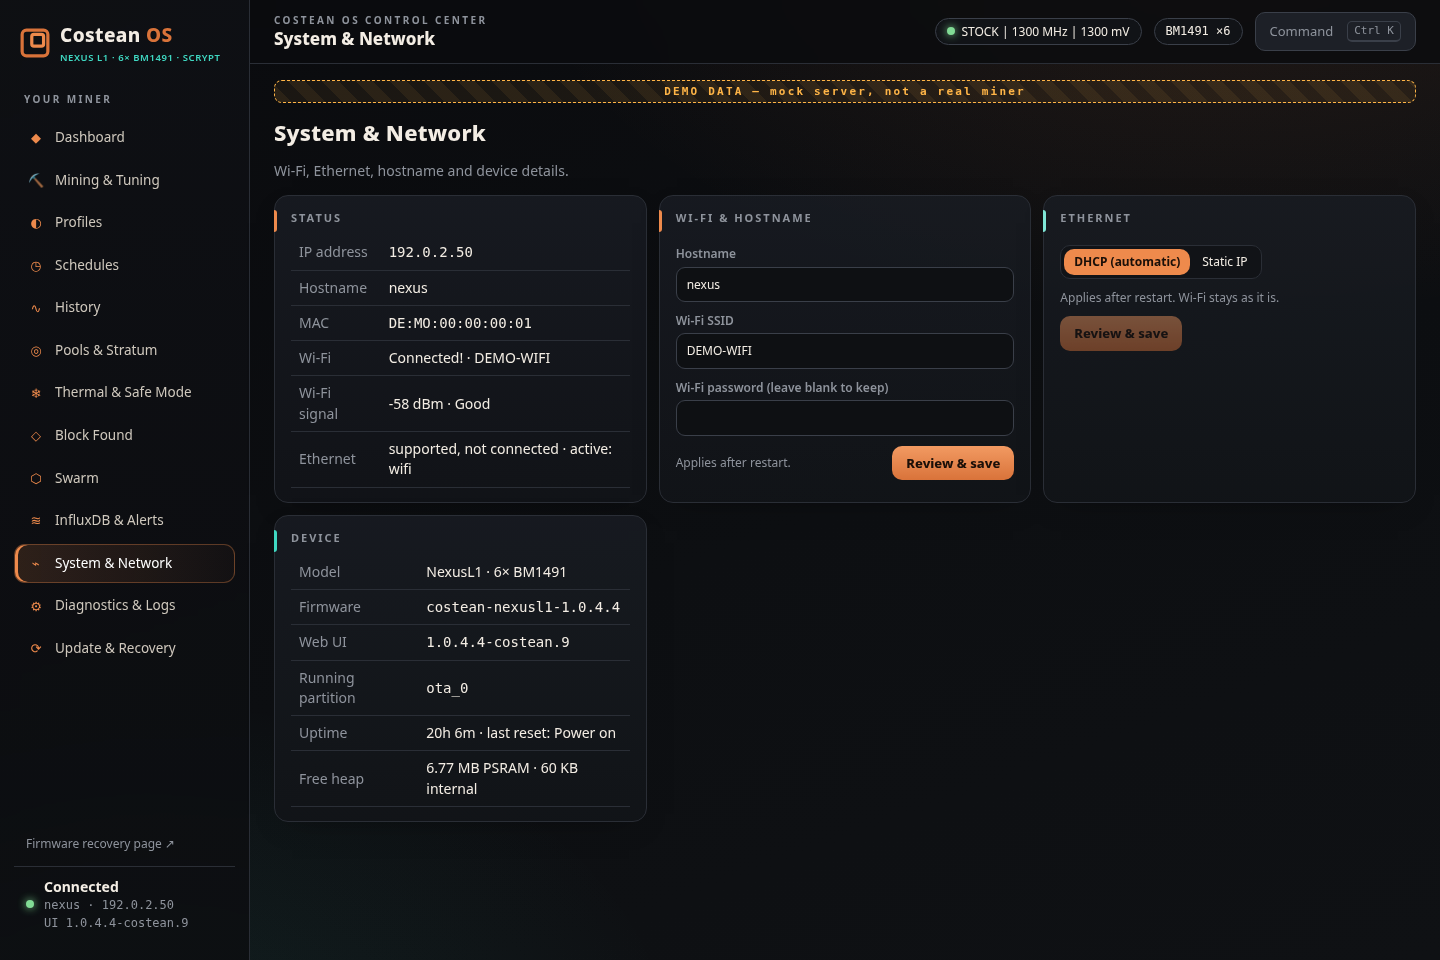 Costean OS
NEXUS L1 · 6× BM1491 · SCRYPT
YOUR MINER
Dashboard
Mining & Tuning
Profiles
Schedules
History
Pools & Stratum
Thermal & Safe Mode
Block Found
Swarm
InfluxDB & Alerts
System & Network
Diagnostics & Logs
Update & Recovery
Firmware recovery page ↗
Connected
nexus · 192.0.2.50
UI 1.0.4.4-costean.9
COSTEAN OS CONTROL CENTER
System & Network
STOCK | 1300 MHz | 1300 mV
BM1491 ×6
Command Ctrl K
DEMO DATA — mock server, not a real miner
System & Network
Wi-Fi, Ethernet, hostname and device details.
STATUS
IP address 192.0.2.50
Hostname nexus
MAC DE:MO:00:00:00:01
Wi-Fi Connected! · DEMO-WIFI
Wi-Fi signal -58 dBm · Good
Ethernet supported, not connected · active: wifi
WI-FI & HOSTNAME
Hostname
nexus
Wi-Fi SSID
DEMO-WIFI
Wi-Fi password (leave blank to keep)
Applies after restart.
Review & save
ETHERNET
DHCP (automatic) Static IP
Applies after restart. Wi-Fi stays as it is.
Review & save
DEVICE
Model NexusL1 · 6× BM1491
Firmware costean-nexusl1-1.0.4.4
Web UI 1.0.4.4-costean.9
Running partition ota_0
Uptime 20h 6m · last reset: Power on
Free heap 6.77 MB PSRAM · 60 KB internal